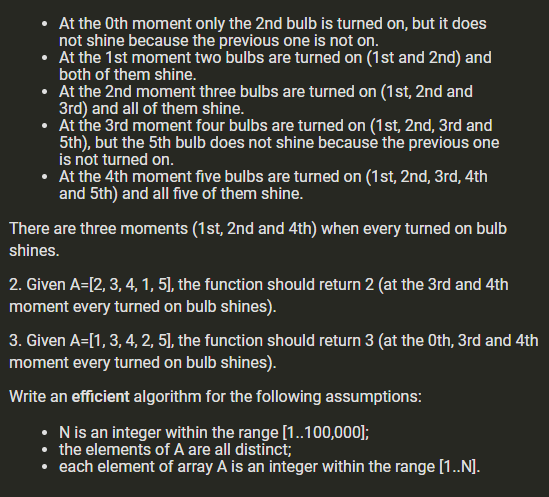 • At the 0th moment only the 2nd bulb is turned on, but it does
not shine because the previous one is not on.
• At the 1st moment two bulbs are turned on (1st and 2nd) and
both of them shine.
• At the 2nd moment three bulbs are turned on (1st, 2nd and
3rd) and all of them shine.
• At the 3rd moment four bulbs are turned on (1st, 2nd, 3rd and
5th), but the 5th bulb does not shine because the previous one
is not turned on.
• At the 4th moment five bulbs are turned on (1st, 2nd, 3rd, 4th
and 5th) and all five of them shine.
There are three moments (1st, 2nd and 4th) when every turned on bulb
shines.
2. Given A=[2, 3, 4, 1, 5], the function should return 2 (at the 3rd and 4th
moment every turned on bulb shines).
3. Given A=[1, 3, 4, 2, 5], the function should return 3 (at the 0th, 3rd and 4th
moment every turned on bulb shines).
Write an efficient algorithm for the following assumptions:
• N is an integer within the range [1..100,000];
• the elements of A are all distinct;
• each element of array A is an integer within the range [1..N].